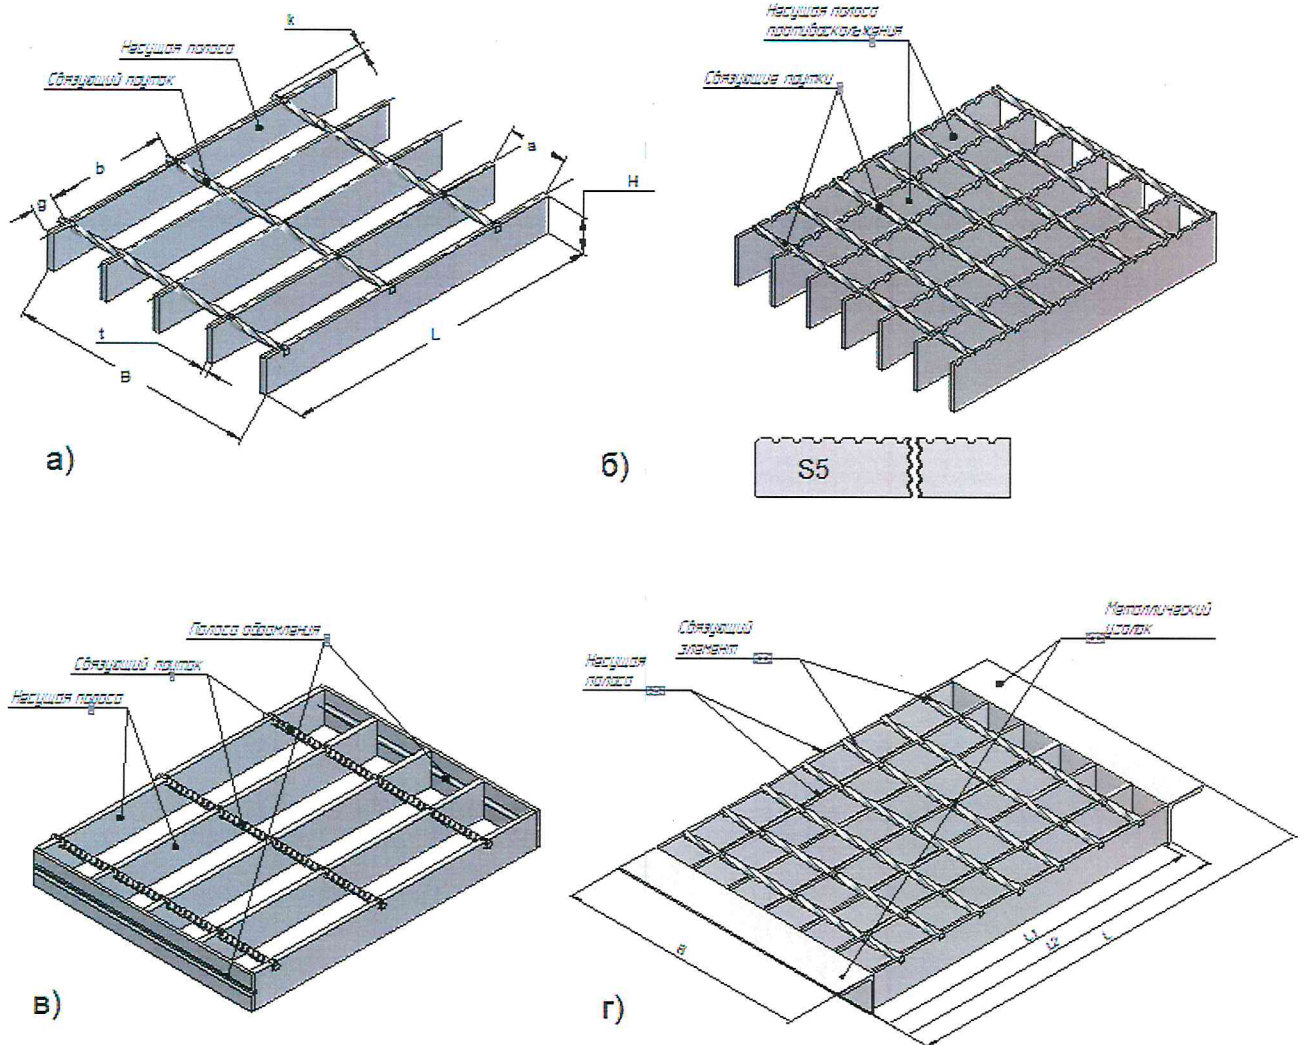 k
Несущая полоса
Связующий пруток
b
g
a
H
t
B
L
а)
Несущая полоса
противоскольжения
Связующие прутки
S5
б)
Полоса обрамления
Связующий пруток
Несущая полоса
в)
Связующий
элемент
Несущая
полоса
Металлический
уголок
B
L1
L2
L
г)